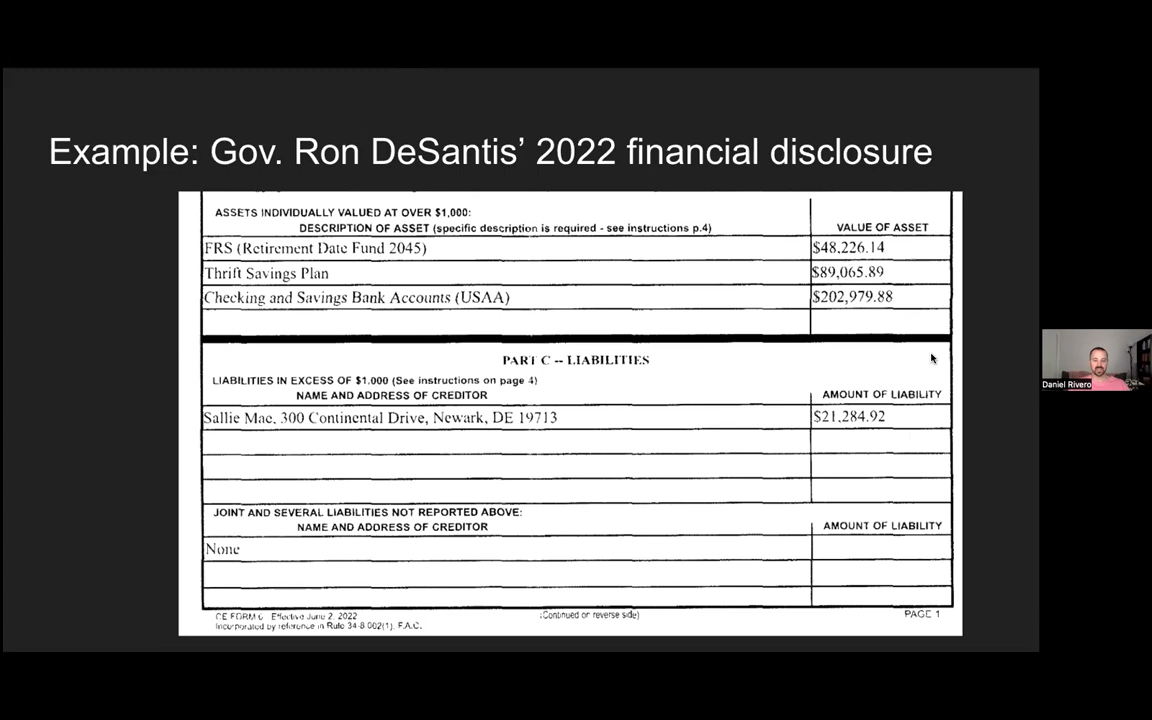 Example: Gov. Ron DeSantis’ 2022 financial disclosure
ASSETS INDIVIDUALLY VALUED AT OVER $1,000:
DESCRIPTION OF ASSET (specific description is required - see instructions p.4) VALUE OF ASSET
FRS (Retirement Date Fund 2045) $48,226.14
Thrift Savings Plan $89,065.89
Checking and Savings Bank Accounts (USAA) $202,979.88
PART C -- LIABILITIES
LIABILITIES IN EXCESS OF $1,000 (See instructions on page 4)
NAME AND ADDRESS OF CREDITOR AMOUNT OF LIABILITY
Sallie Mae, 300 Continental Drive, Newark, DE 19713 $21,284.92
JOINT AND SEVERAL LIABILITIES NOT REPORTED ABOVE:
NAME AND ADDRESS OF CREDITOR AMOUNT OF LIABILITY
None
CE FORM 6 Effective June 2, 2022 (Continued on reverse side) PAGE 1
Incorporated by reference in Rule 34-8.002(1), F.A.C.
Daniel Rivero